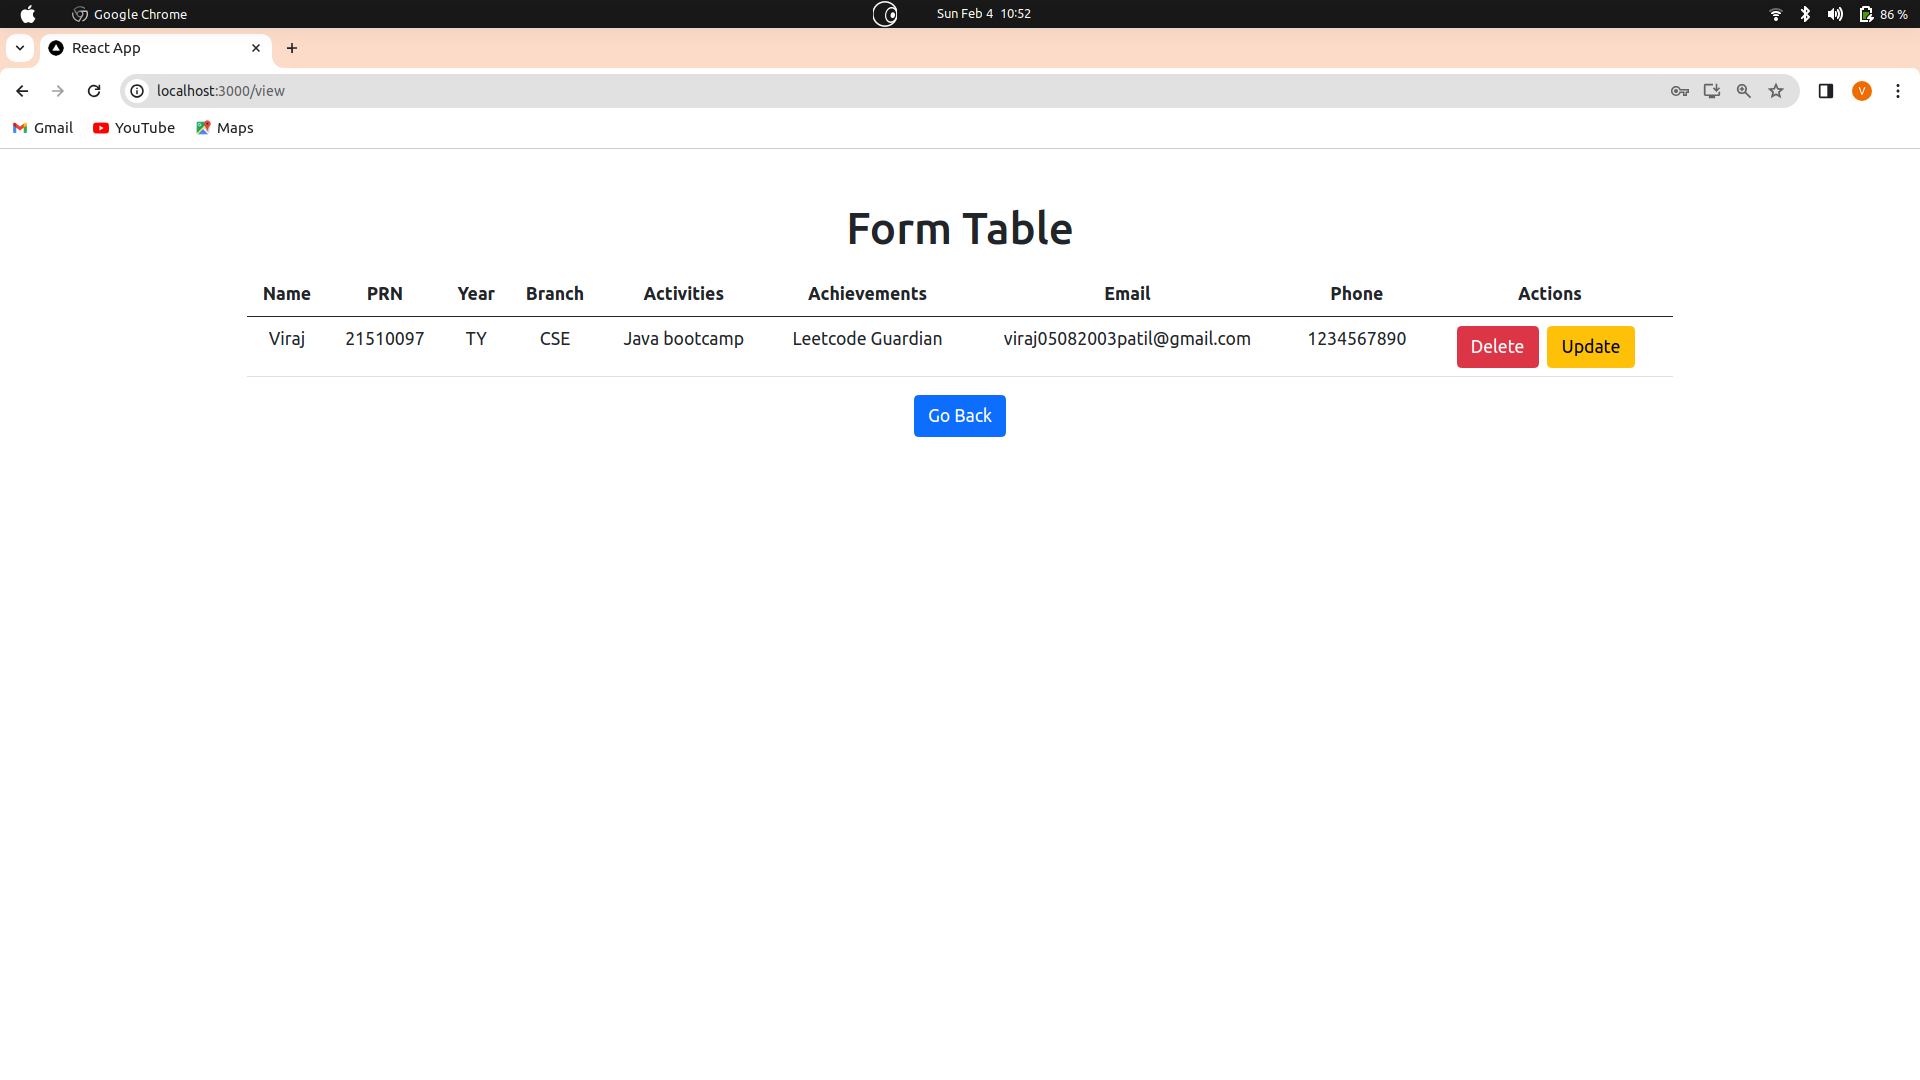 Google Chrome Sun Feb 4 10:52 86 %
React App
localhost:3000/view V
Gmail YouTube Maps
Form Table
Name PRN Year Branch Activities Achievements Email Phone Actions
Viraj 21510097 TY CSE Java bootcamp Leetcode Guardian viraj05082003patil@gmail.com 1234567890 Delete Update
Go Back